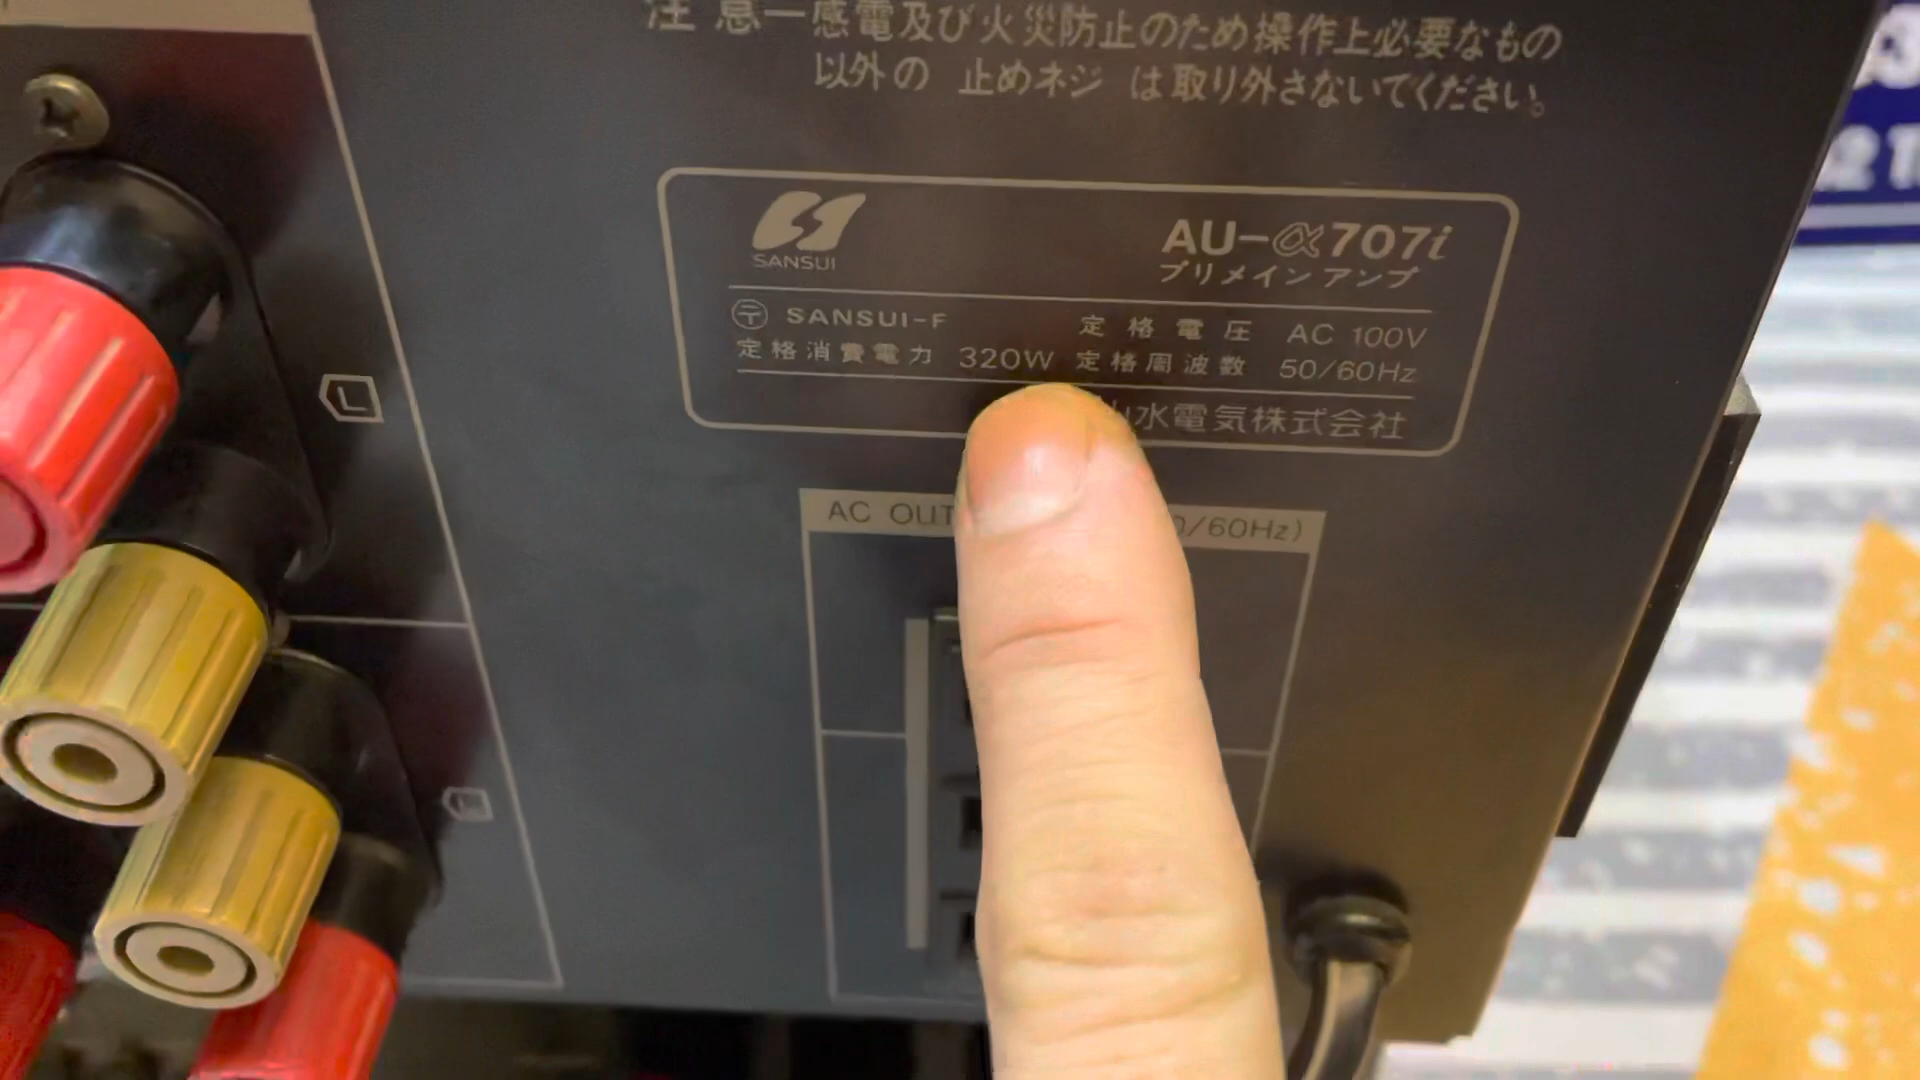 注意－感電及び火災防止のため操作上必要なもの
以外の 止めネジ は取り外さないでください。
SANSUI
AU-α707i
プリメインアンプ
〒 SANSUI-F 定格電圧 AC 100V
定格消費電力 320W 定格周波数 50/60Hz
山水電気株式会社
AC OUT /60Hz)
L
R